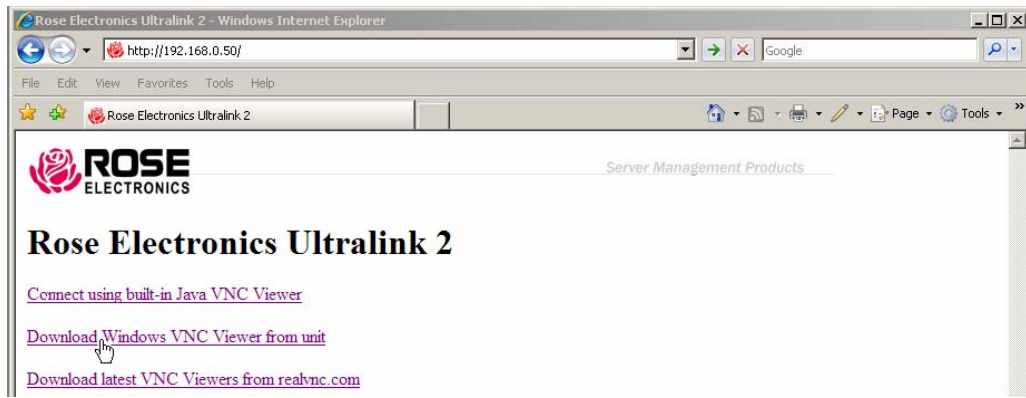 Rose Electronics Ultralink 2 - Windows Internet Explorer
http://192.168.0.50/
Google
File Edit View Favorites Tools Help
Rose Electronics Ultralink 2
Page Tools »
ROSE
ELECTRONICS
Server Management Products
Rose Electronics Ultralink 2
Connect using built-in Java VNC Viewer
Download Windows VNC Viewer from unit
Download latest VNC Viewers from realvnc.com